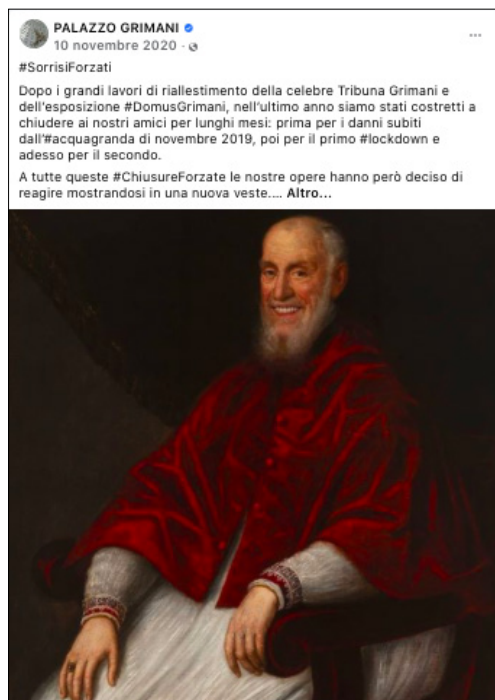 PALAZZO GRIMANI
10 novembre 2020 ·
#SorrisiForzati
Dopo i grandi lavori di riallestimento della celebre Tribuna Grimani e
dell'esposizione #DomusGrimani, nell'ultimo anno siamo stati costretti a
chiudere ai nostri amici per lunghi mesi: prima per i danni subiti
dall'#acquagranda di novembre 2019, poi per il primo #lockdown e
adesso per il secondo.
A tutte queste #ChiusureForzate le nostre opere hanno però deciso di
reagire mostrandosi in una nuova veste.... Altro...